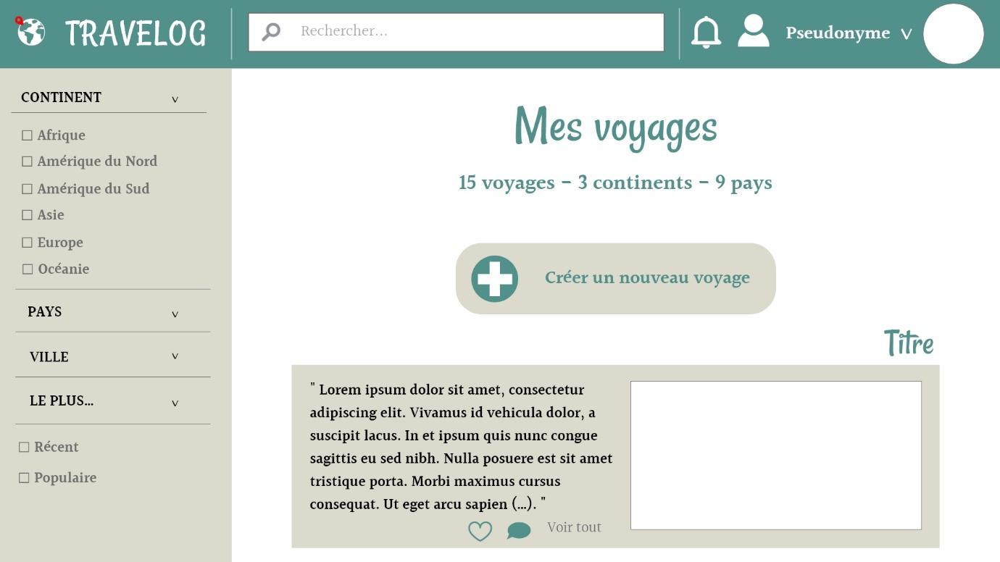 TRAVELOG
Rechercher...
Pseudonyme
CONTINENT
Afrique
Amérique du Nord
Amérique du Sud
Asie
Europe
Océanie
PAYS
VILLE
LE PLUS...
Récent
Populaire
Mes voyages
15 voyages - 3 continents - 9 pays
Créer un nouveau voyage
Titre
" Lorem ipsum dolor sit amet, consectetur
adipiscing elit. Vivamus id vehicula dolor, a
suscipit lacus. In et ipsum quis nunc congue
sagittis eu sed nibh. Nulla posuere est sit amet
tristique porta. Morbi maximus cursus
consequat. Ut eget arcu sapien (...). "
Voir tout